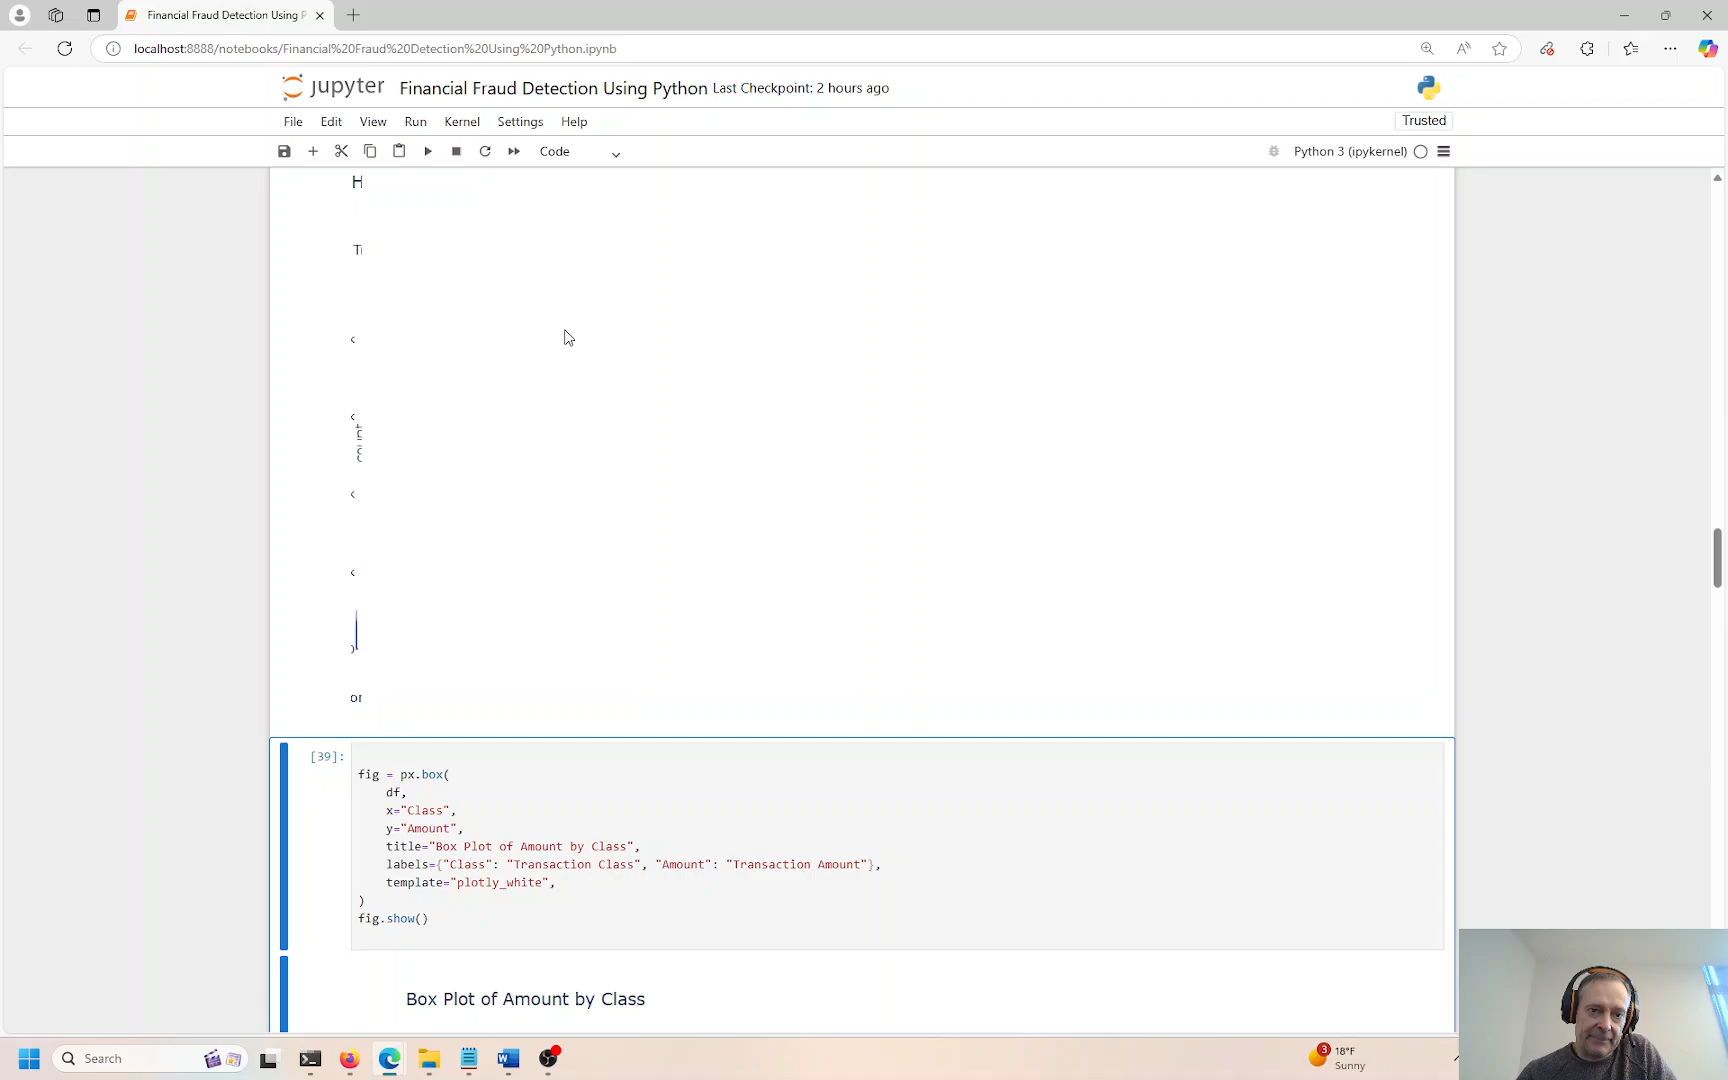 Financial Fraud Detection Using P
localhost:8888/notebooks/Financial%20Fraud%20Detection%20Using%20Python.ipynb
jupyter Financial Fraud Detection Using Python Last Checkpoint: 2 hours ago
File Edit View Run Kernel Settings Help
Trusted
Code
Python 3 (ipykernel)
[39]:
fig = px.box(
df,
x="Class",
y="Amount",
title="Box Plot of Amount by Class",
labels={"Class": "Transaction Class", "Amount": "Transaction Amount"},
template="plotly_white",
)
fig.show()
Box Plot of Amount by Class
Search
3
18°F
Sunny